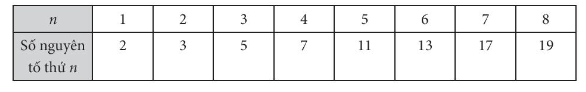 n 1 2 3 4 5 6 7 8
Số nguyên 2 3 5 7 11 13 17 19
tố thứ n